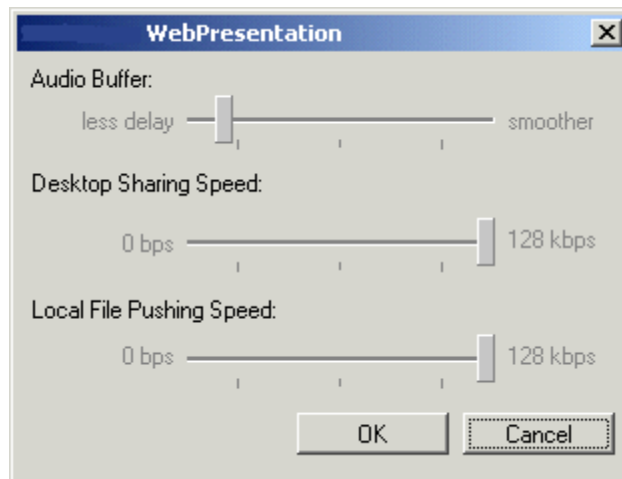 WebPresentation
Audio Buffer:
less delay smoother
Desktop Sharing Speed:
0 bps 128 kbps
Local File Pushing Speed:
0 bps 128 kbps
OK Cancel